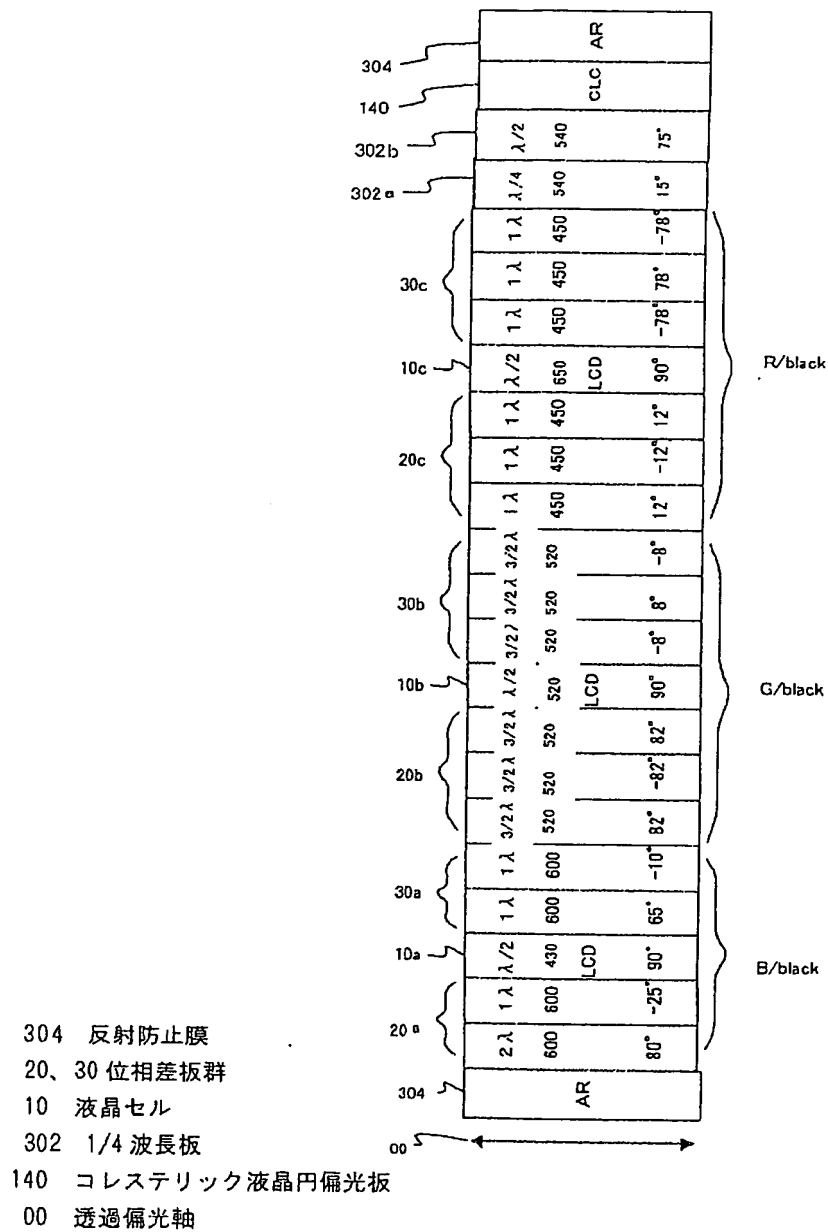 304
AR
140
CLC
302b
λ/2 540 75°
302a
λ/4 540 15°
30c
1λ 450 -78°
1λ 450 78°
1λ 450 -78°
10c
λ/2 650 LCD 90°
R/black
20c
1λ 450 12°
1λ 450 -12°
1λ 450 12°
30b
3/2λ 520 -8°
3/2λ 520 8°
3/2λ 520 -8°
10b
λ/2 520 LCD 90°
G/black
20b
3/2λ 520 82°
3/2λ 520 -82°
3/2λ 520 82°
30a
1λ 600 -10°
1λ 600 65°
10a
λ/2 430 LCD 90°
B/black
20a
1λ 600 -25°
2λ 600 80°
304
AR
00
304 反射防止膜
20、30 位相差板群
10 液晶セル
302 1/4 波長板
140 コレステリック液晶円偏光板
00 透過偏光軸